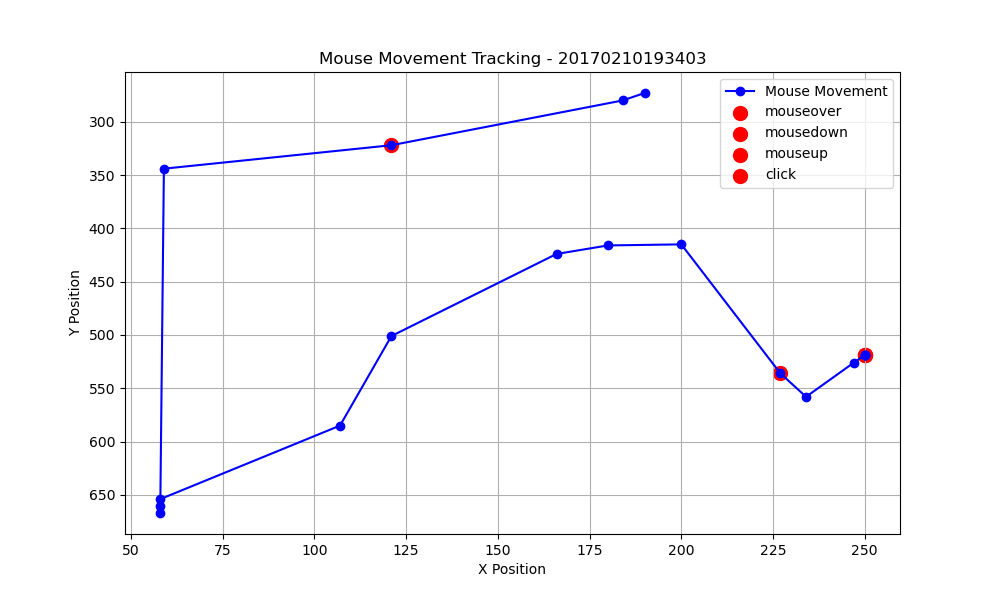 Mouse Movement Tracking - 20170210193403
Mouse Movement
mouseover
mousedown
mouseup
click
300
350
400
450
500
550
600
650
Y Position
50
75
100
125
150
175
200
225
250
X Position